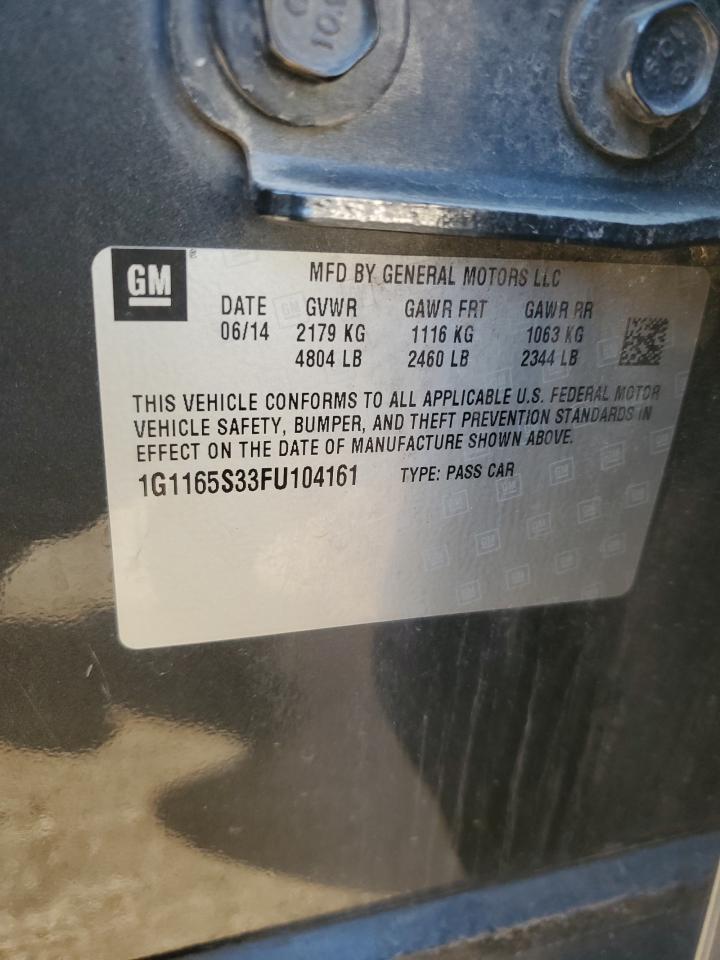 GM
MFD BY GENERAL MOTORS LLC
DATE GVWR GAWR FRT GAWR RR
06/14 2179 KG 1116 KG 1063 KG
4804 LB 2460 LB 2344 LB
THIS VEHICLE CONFORMS TO ALL APPLICABLE U.S. FEDERAL MOTOR
VEHICLE SAFETY, BUMPER, AND THEFT PREVENTION STANDARDS IN
EFFECT ON THE DATE OF MANUFACTURE SHOWN ABOVE.
1G1165S33FU104161 TYPE: PASS CAR